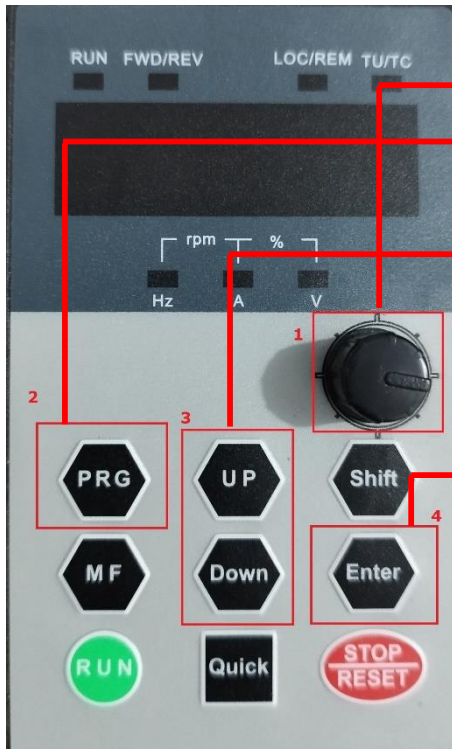 RUN FWD/REV LOC/REM TU/TC
rpm %
Hz A V
1
2 3
PRG UP Shift
4
MF Down Enter
RUN Quick STOP
RESET